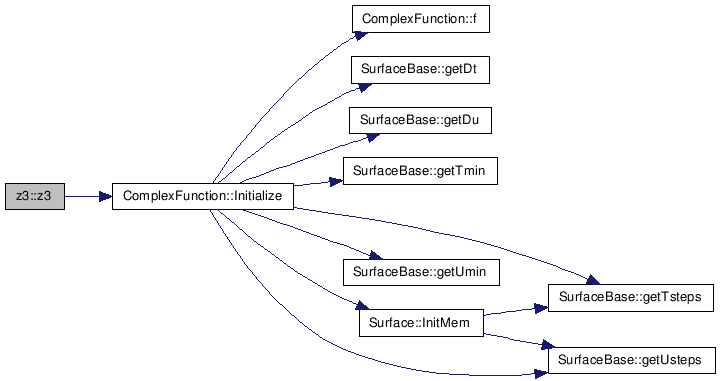 ComplexFunction::f
SurfaceBase::getDt
SurfaceBase::getDu
SurfaceBase::getTmin
z3::z3
ComplexFunction::Initialize
SurfaceBase::getUmin
SurfaceBase::getTsteps
Surface::InitMem
SurfaceBase::getUsteps